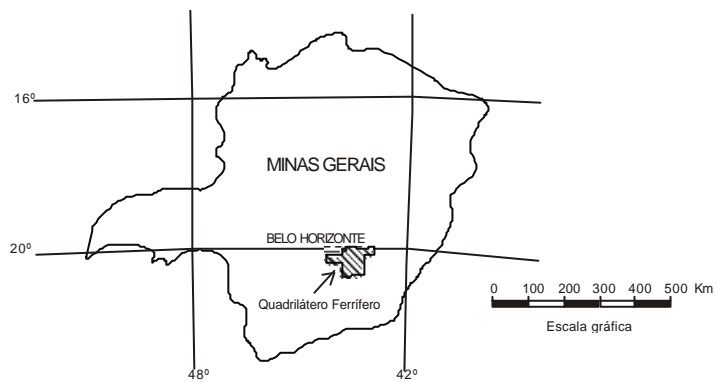 16º
MINAS GERAIS
BELO HORIZONTE
20º
Quadrilátero Ferrífero
0 100 200 300 400 500 Km
Escala gráfica
48º
42º